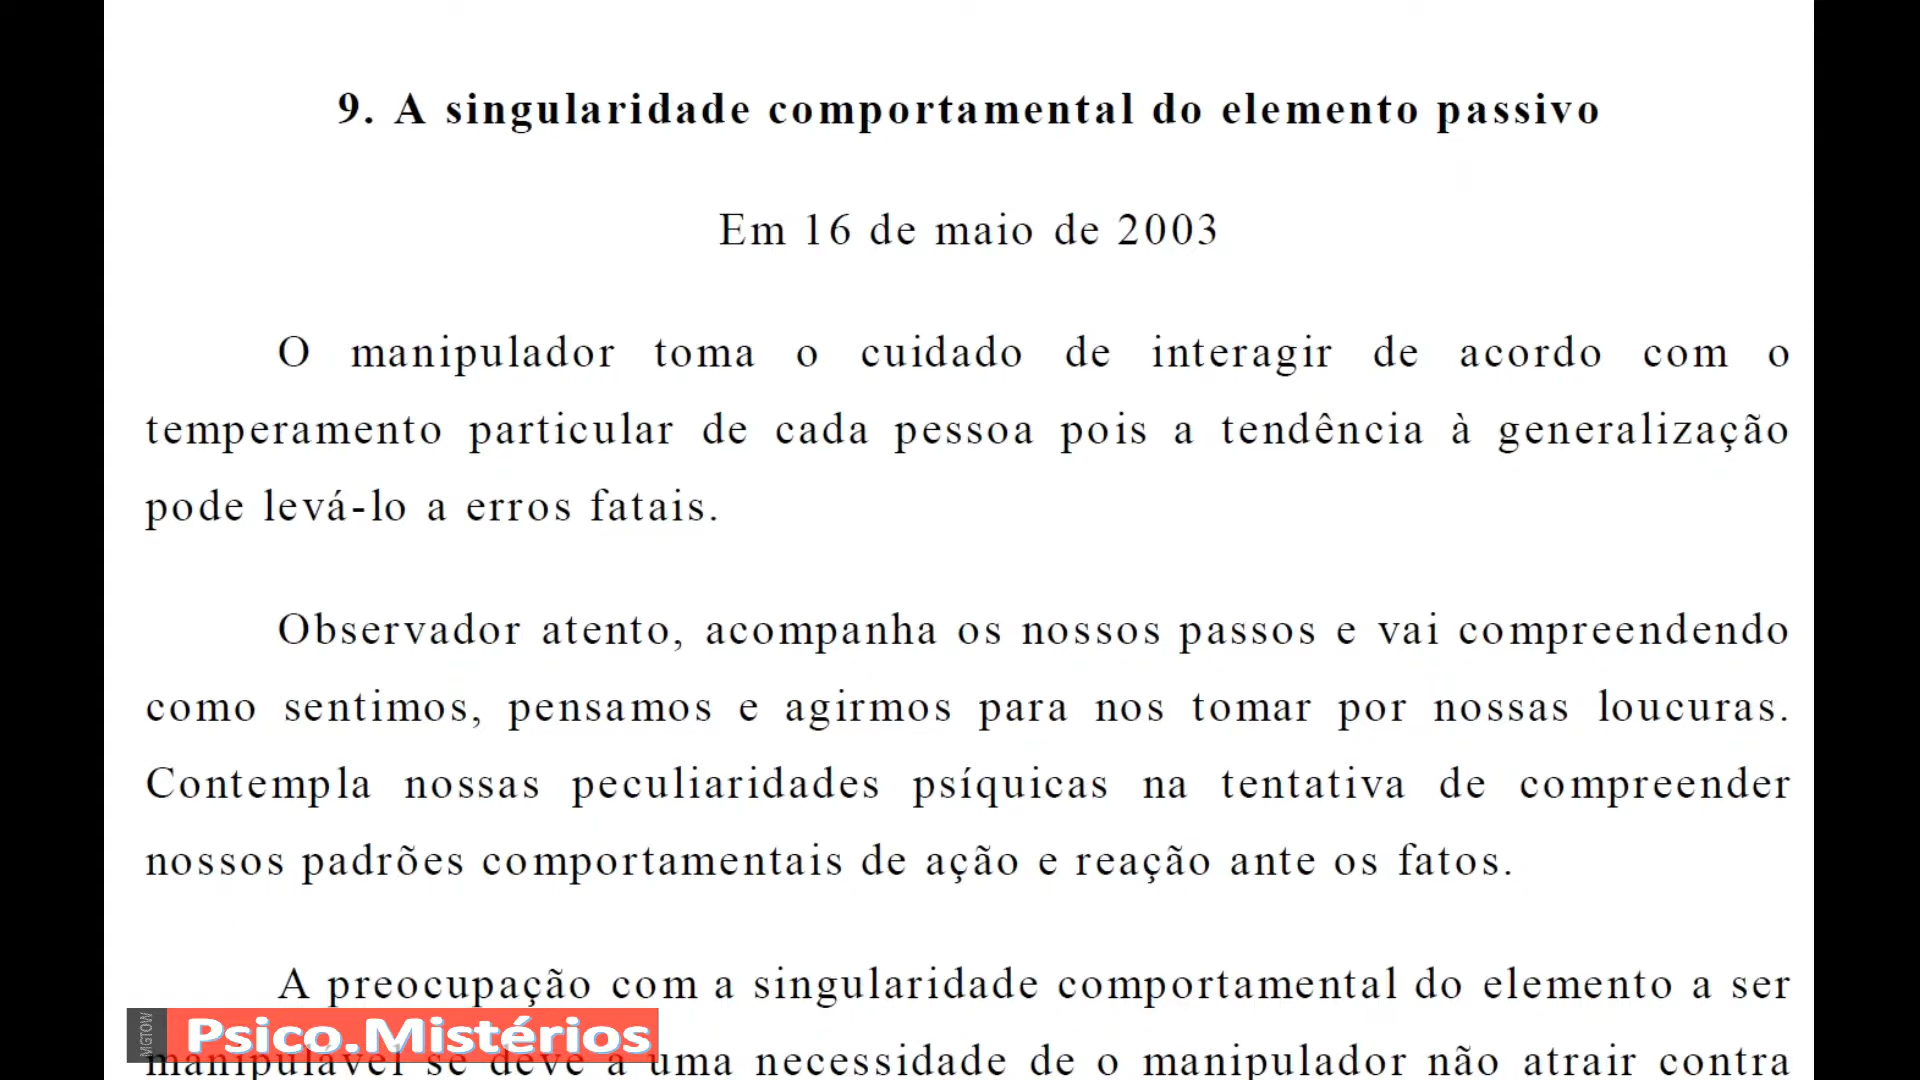 9. A singularidade comportamental do elemento passivo
Em 16 de maio de 2003
O manipulador toma o cuidado de interagir de acordo com o
temperamento particular de cada pessoa pois a tendência à generalização
pode levá-lo a erros fatais.
Observador atento, acompanha os nossos passos e vai compreendendo
como sentimos, pensamos e agirmos para nos tomar por nossas loucuras.
Contempla nossas peculiaridades psíquicas na tentativa de compreender
nossos padrões comportamentais de ação e reação ante os fatos.
A preocupação com a singularidade comportamental do elemento a ser
manipulável se deve a uma necessidade de o manipulador não atrair contra
MGTOW
Psico.Mistérios